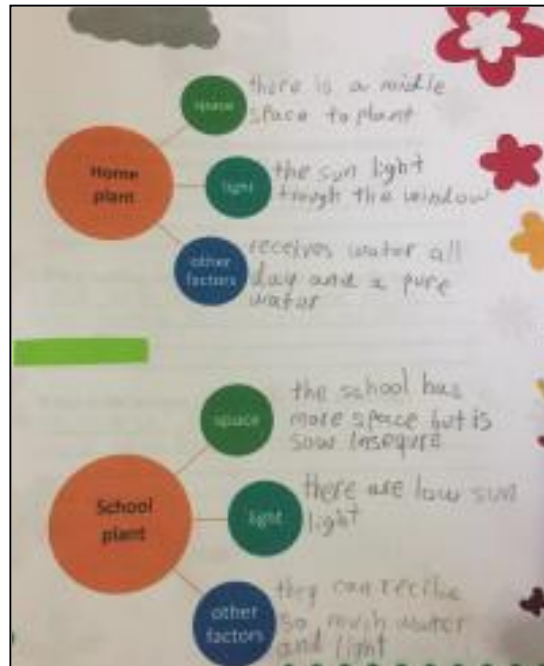 Home
plant
space
there is a midle
space to plant
light
the sun light
trough the window
other
factors
receives water all
day and a pure
water
School
plant
space
the school has
more space but is
sow insequre
light
there are low sun
light
other
factors
they can recibe
so much water
and light